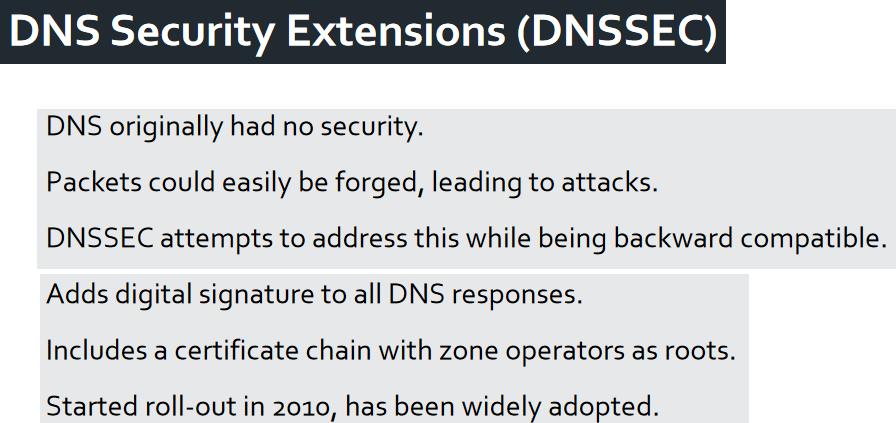 DNS Security Extensions (DNSSEC)
DNS originally had no security.
Packets could easily be forged, leading to attacks.
DNSSEC attempts to address this while being backward compatible.
Adds digital signature to all DNS responses.
Includes a certificate chain with zone operators as roots.
Started roll-out in 2010, has been widely adopted.